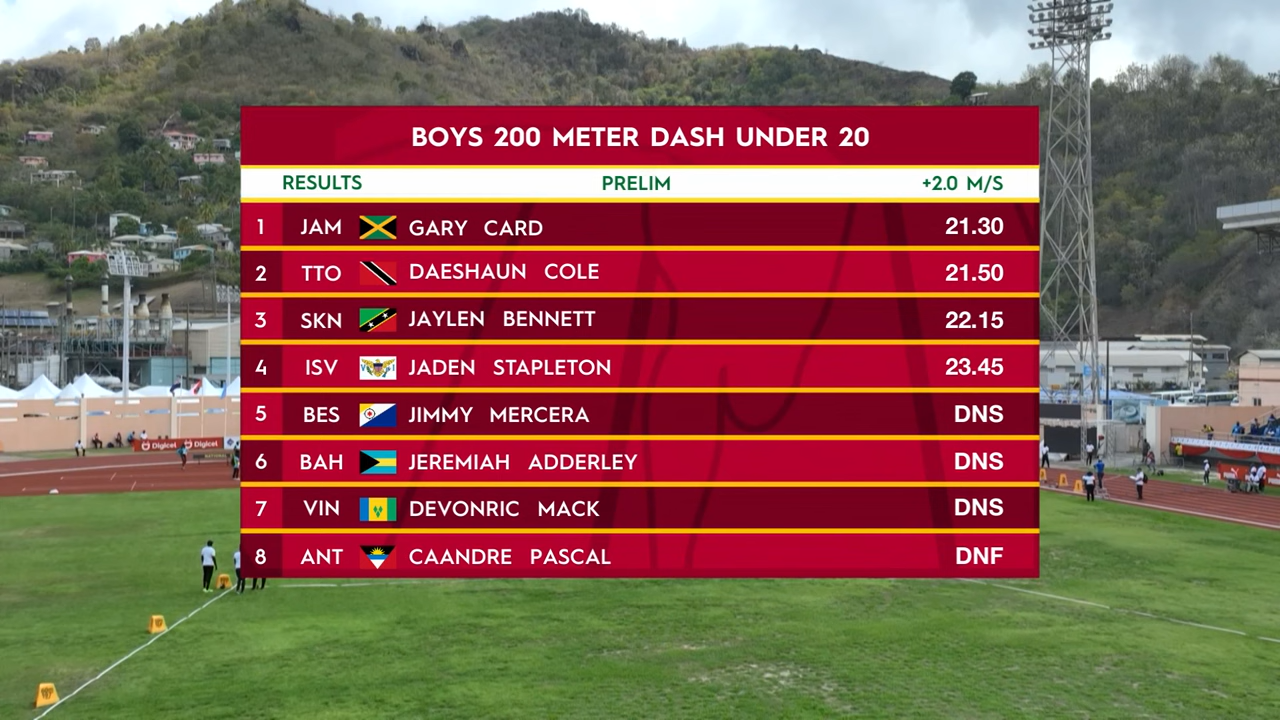 BOYS 200 METER DASH UNDER 20
RESULTS PRELIM +2.0 M/S
1 JAM GARY CARD 21.30
2 TTO DAESHAUN COLE 21.50
3 SKN JAYLEN BENNETT 22.15
4 ISV JADEN STAPLETON 23.45
5 BES JIMMY MERCERA DNS
6 BAH JEREMIAH ADDERLEY DNS
7 VIN DEVONRIC MACK DNS
8 ANT CAANDRE PASCAL DNF
Digicel Digicel